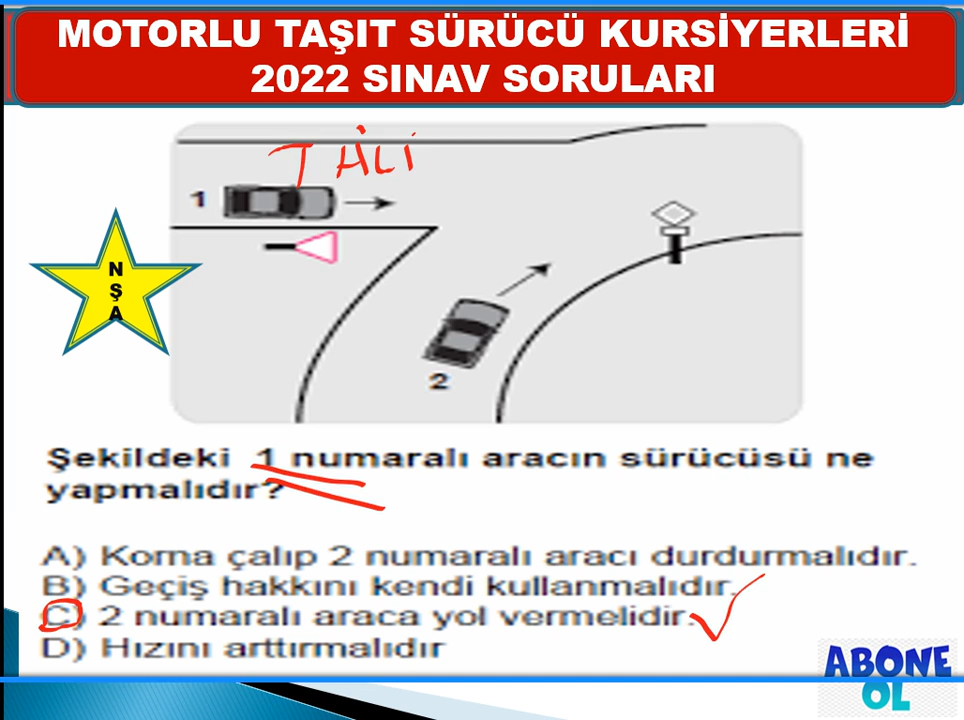 MOTORLU TAŞIT SÜRÜCÜ KURSİYERLERİ
2022 SINAV SORULARI
TALİ
1
N
Ş
A
2
Şekildeki 1 numaralı aracın sürücüsü ne
yapmalıdır?
A) Korna çalıp 2 numaralı aracı durdurmalıdır.
B) Geçiş hakkını kendi kullanmalıdır.
C) 2 numaralı araca yol vermelidir.
D) Hızını arttırmalıdır
ABONE
OL